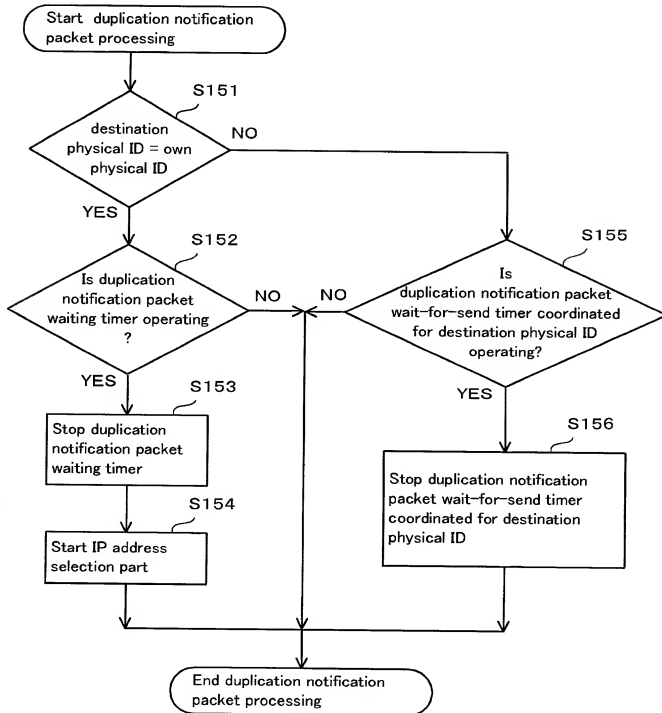 Start duplication notification
packet processing
S151
destination
physical ID = own
physical ID
NO
YES
S152
Is duplication
notification packet
waiting timer operating
?
NO
YES
S155
Is
duplication notification packet
wait-for-send timer coordinated
for destination physical ID
operating?
NO
YES
S153
Stop duplication
notification packet
waiting timer
S154
Start IP address
selection part
S156
Stop duplication notification
packet wait-for-send timer
coordinated for destination
physical ID
End duplication notification
packet processing